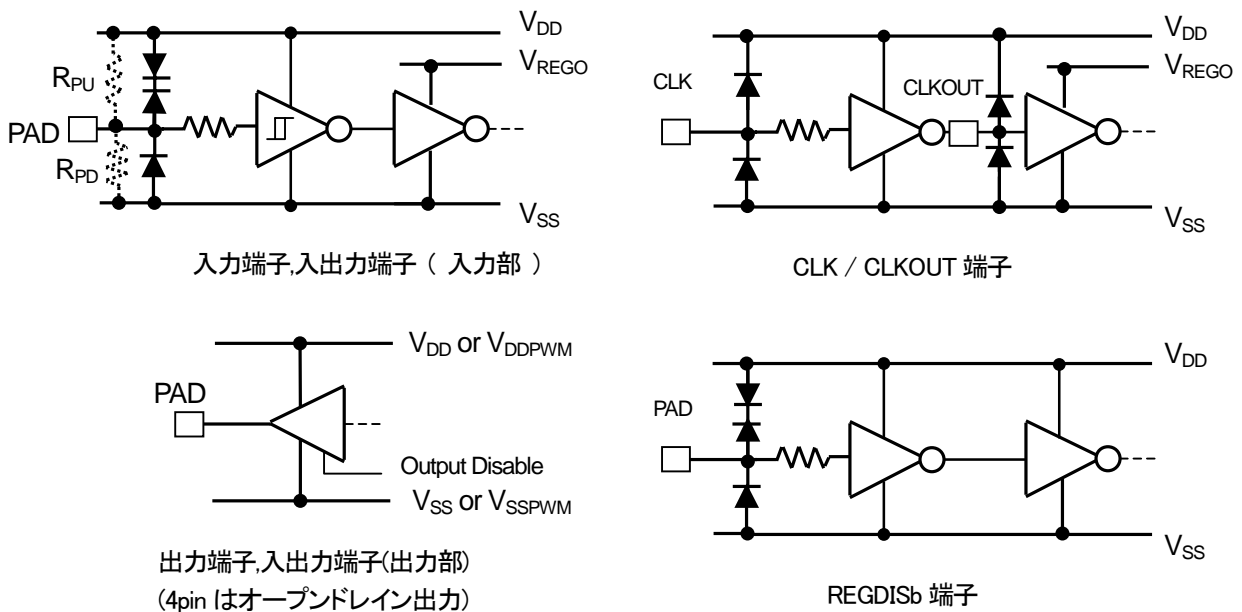 VDD
VREGO
RPU
PAD
RPD
VSS
入力端子,入出力端子 ( 入力部 )
VDD
VREGO
CLK
CLKOUT
VSS
CLK / CLKOUT 端子
VDD or VDDPWM
PAD
Output Disable
VSS or VSSPWM
出力端子,入出力端子(出力部)
(4pin はオープンドレイン出力)
VDD
PAD
VSS
REGDISb 端子